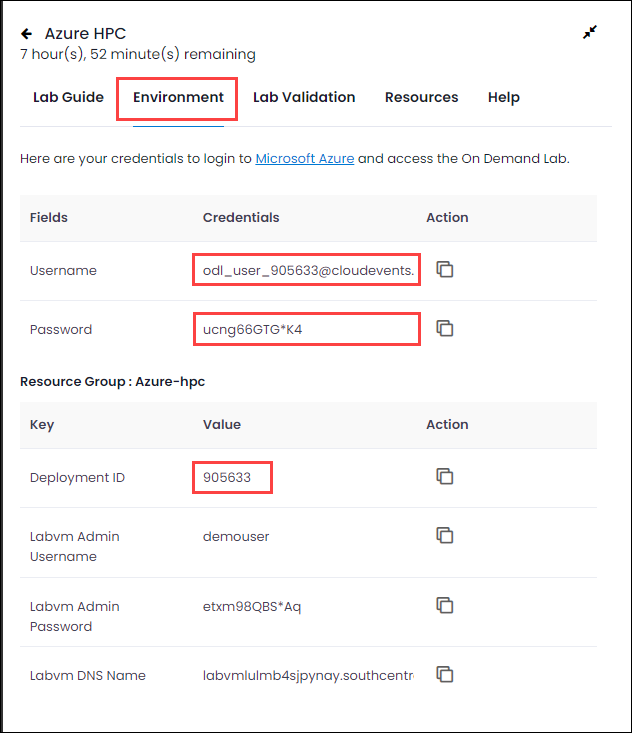 Azure HPC
7 hour(s), 52 minute(s) remaining
Lab Guide Environment Lab Validation Resources Help
Here are your credentials to login to Microsoft Azure and access the On Demand Lab.
Fields Credentials Action
Username odl_user_905633@cloudevents.
Password ucng66GTG*K4
Resource Group : Azure-hpc
Key Value Action
Deployment ID 905633
Labvm Admin
Username demouser
Labvm Admin
Password etxm98QBS*Aq
Labvm DNS Name labvmlulmb4sjpynay.southcentr